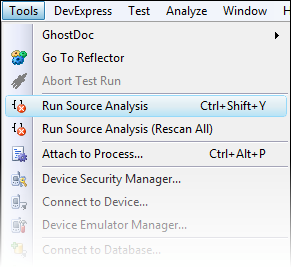 Tools DevExpress Test Analyze Window H
GhostDoc
Go To Reflector
Abort Test Run
Run Source Analysis Ctrl+Shift+Y
Run Source Analysis (Rescan All)
Attach to Process... Ctrl+Alt+P
Device Security Manager...
Connect to Device...
Device Emulator Manager...
Connect to Database...